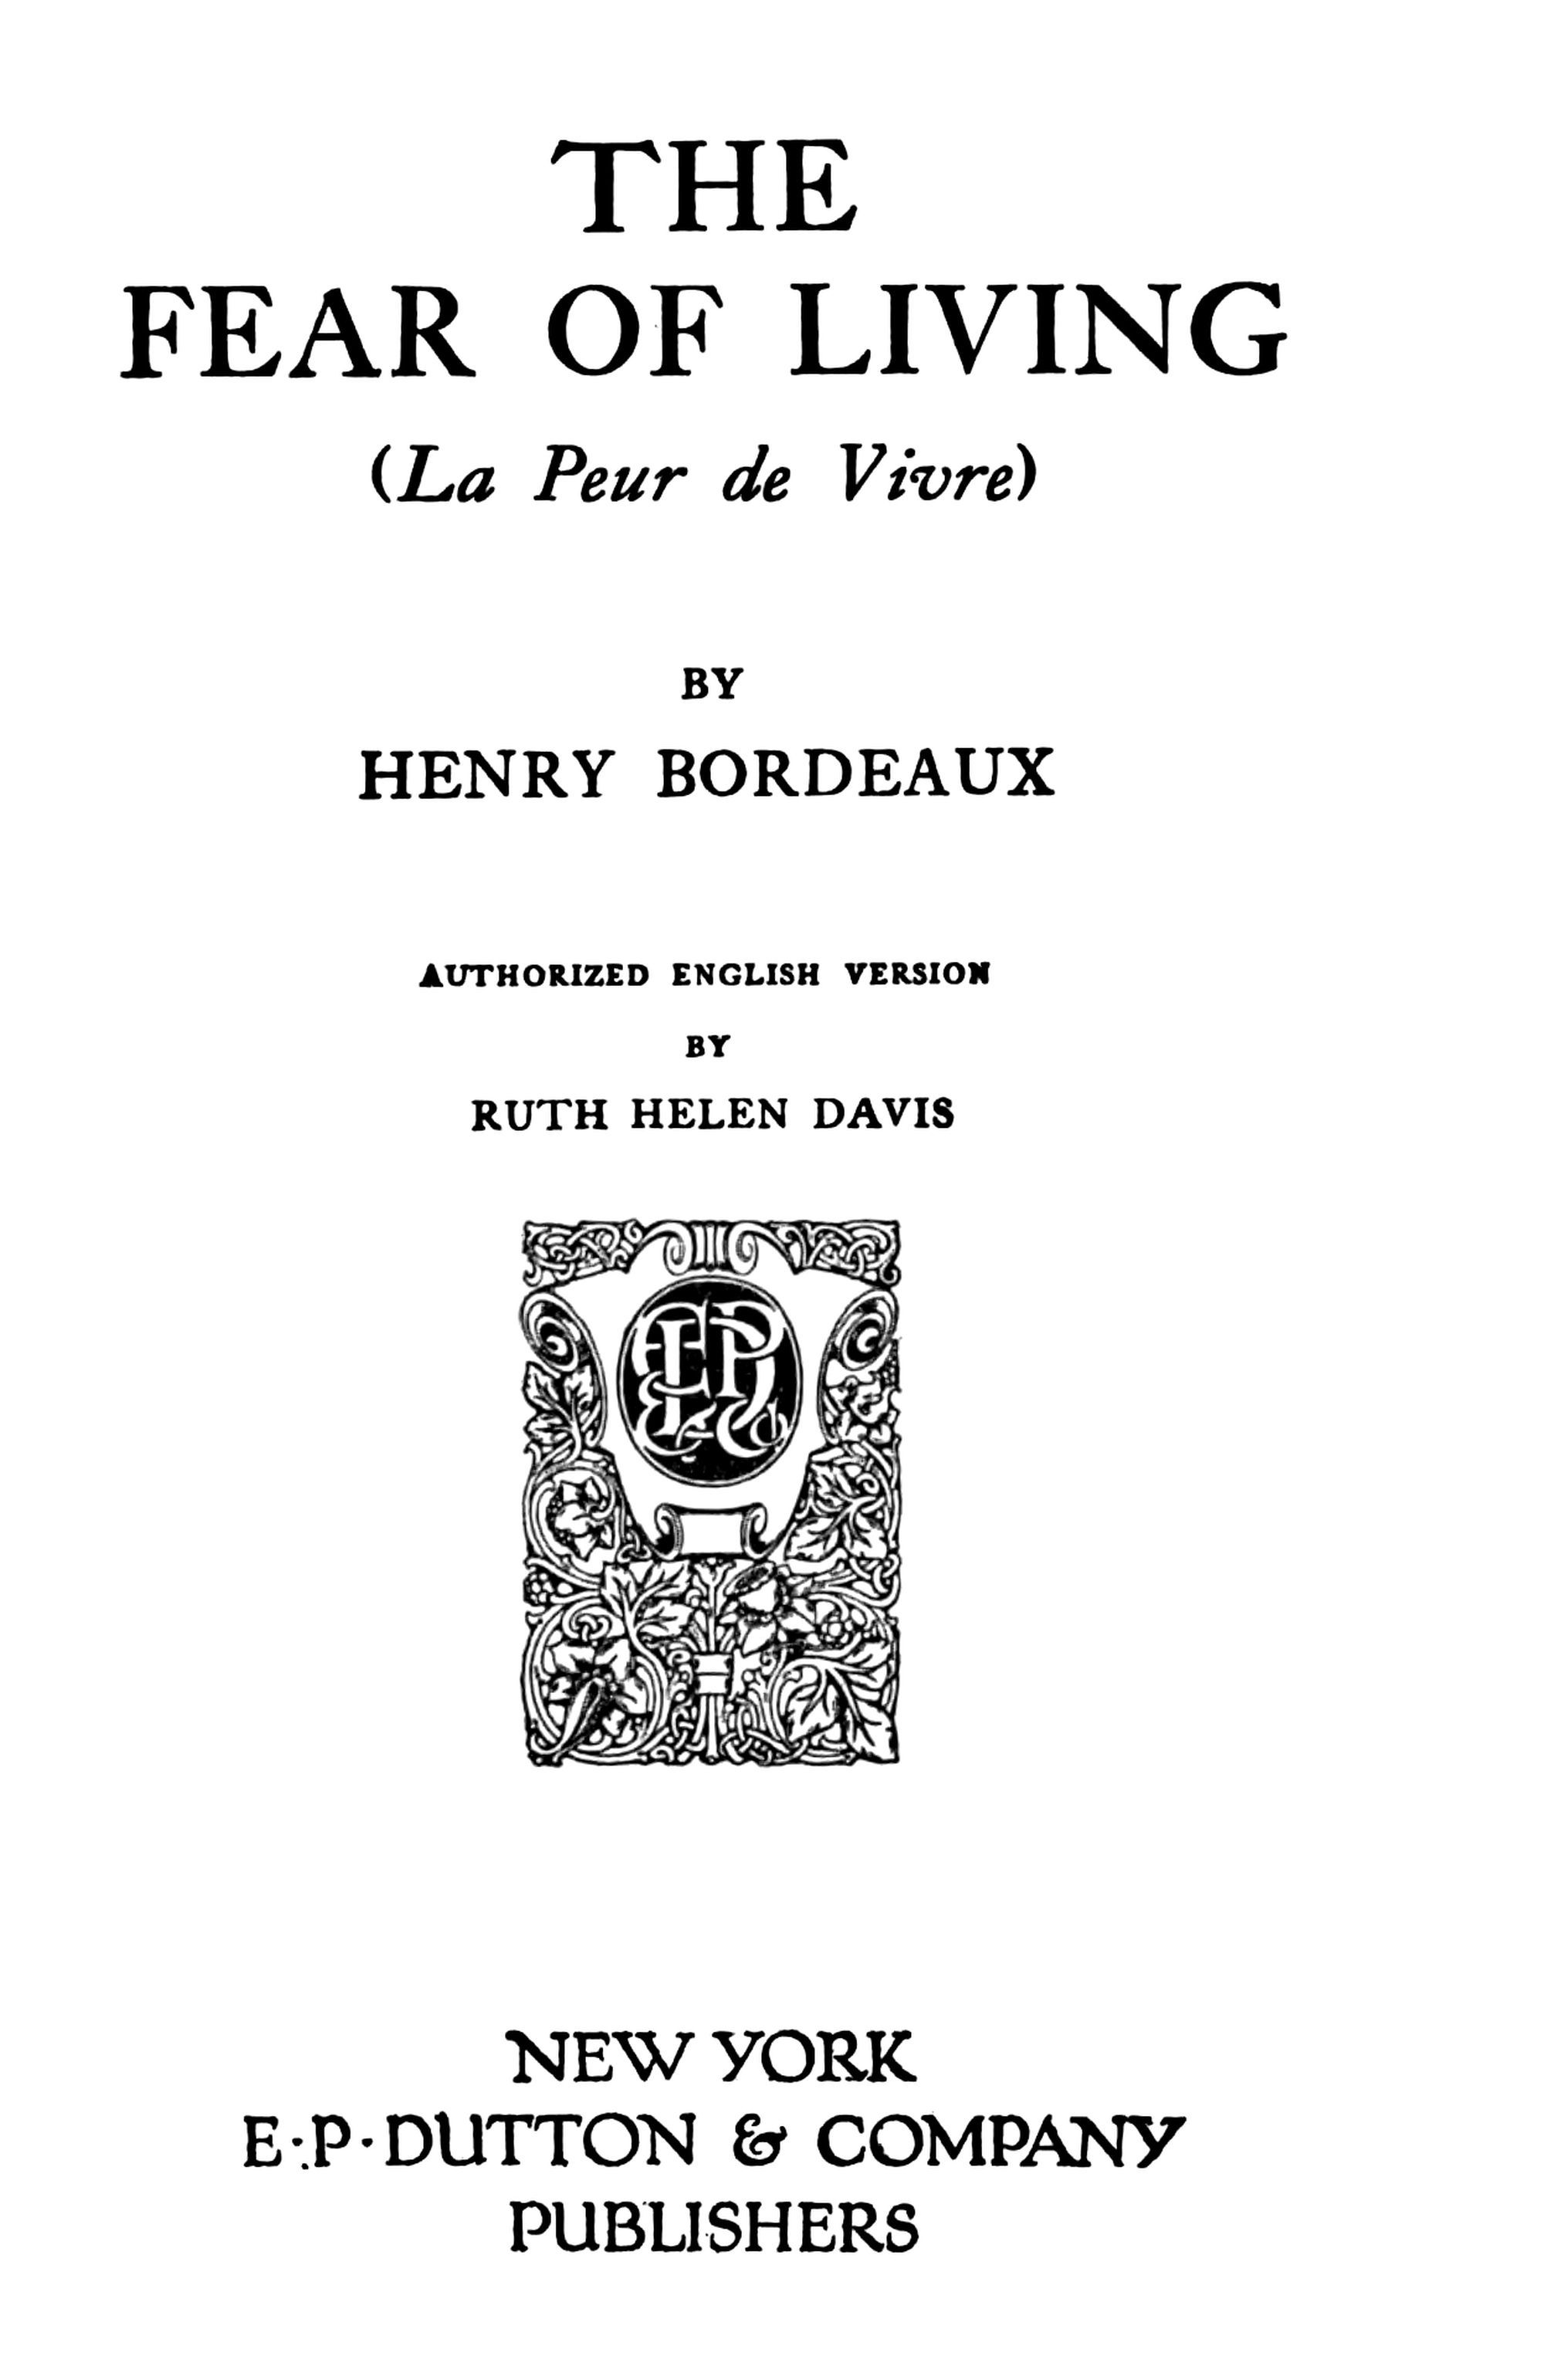 THE
FEAR OF LIVING
(La Peur de Vivre)
BY
HENRY BORDEAUX
AUTHORIZED ENGLISH VERSION
BY
RUTH HELEN DAVIS
EPD
& Co
NEW YORK
E·P·DUTTON & COMPANY
PUBLISHERS